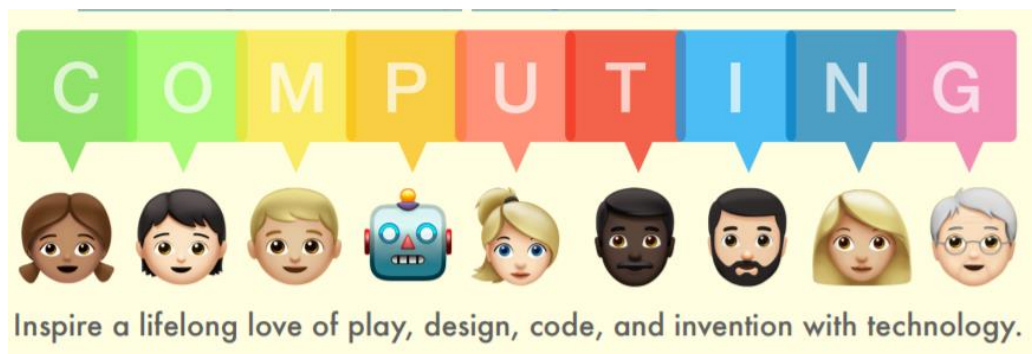 COMPUTING
Inspire a lifelong love of play, design, code, and invention with technology.